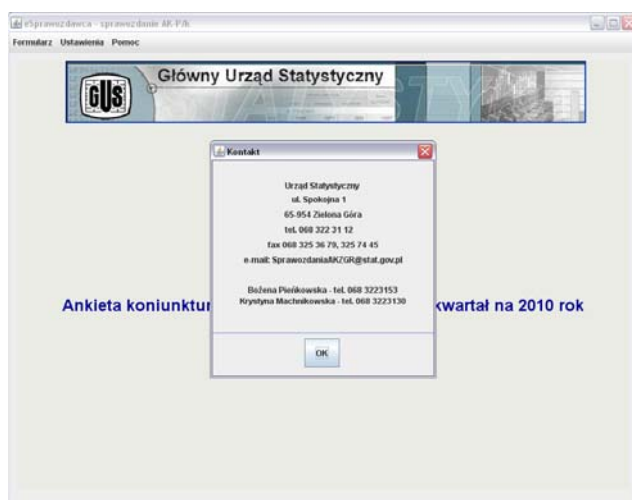 eSprawozdawca - sprawozdanie AK-P/k
Formularz Ustawienia Pomoc
GUS
Główny Urząd Statystyczny
Kontakt
Urząd Statystyczny
ul. Spokojna 1
65-954 Zielona Góra
tel. 068 322 31 12
fax 068 325 36 79, 325 74 45
e-mail: SprawozdaniaAKZGR@stat.gov.pl
Bożena Pieńkowska - tel. 068 3223153
Krystyna Machnikowska - tel. 068 3223130
Ankieta koniunktur kwartał na 2010 rok
OK